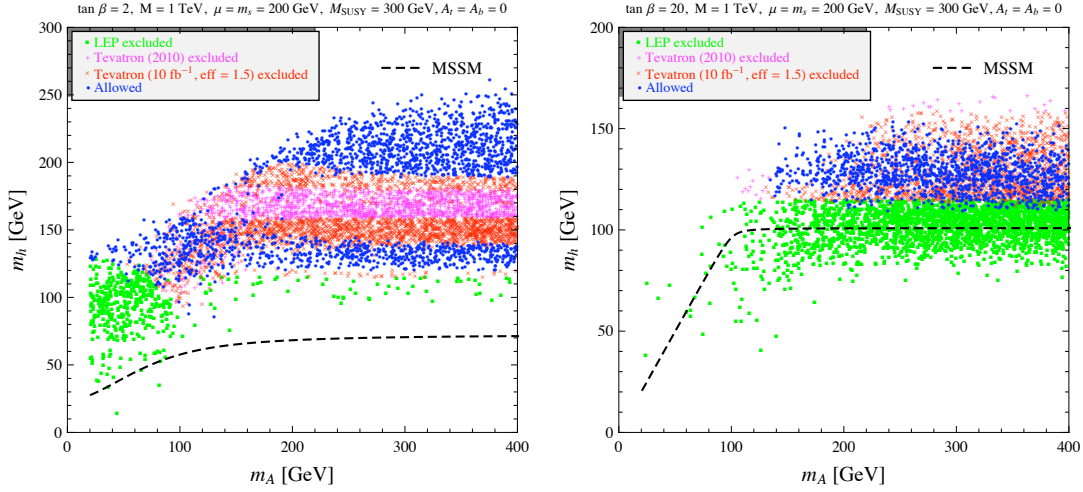 tan β = 2, M = 1 TeV, μ = m_s = 200 GeV, M_SUSY = 300 GeV, A_t = A_b = 0
LEP excluded
Tevatron (2010) excluded
Tevatron (10 fb⁻¹, eff = 1.5) excluded
Allowed
MSSM
300
250
200
150
100
50
0
m_h [GeV]
0 100 200 300 400
m_A [GeV]
tan β = 20, M = 1 TeV, μ = m_s = 200 GeV, M_SUSY = 300 GeV, A_t = A_b = 0
LEP excluded
Tevatron (2010) excluded
Tevatron (10 fb⁻¹, eff = 1.5) excluded
Allowed
MSSM
200
150
100
50
0
m_h [GeV]
0 100 200 300 400
m_A [GeV]